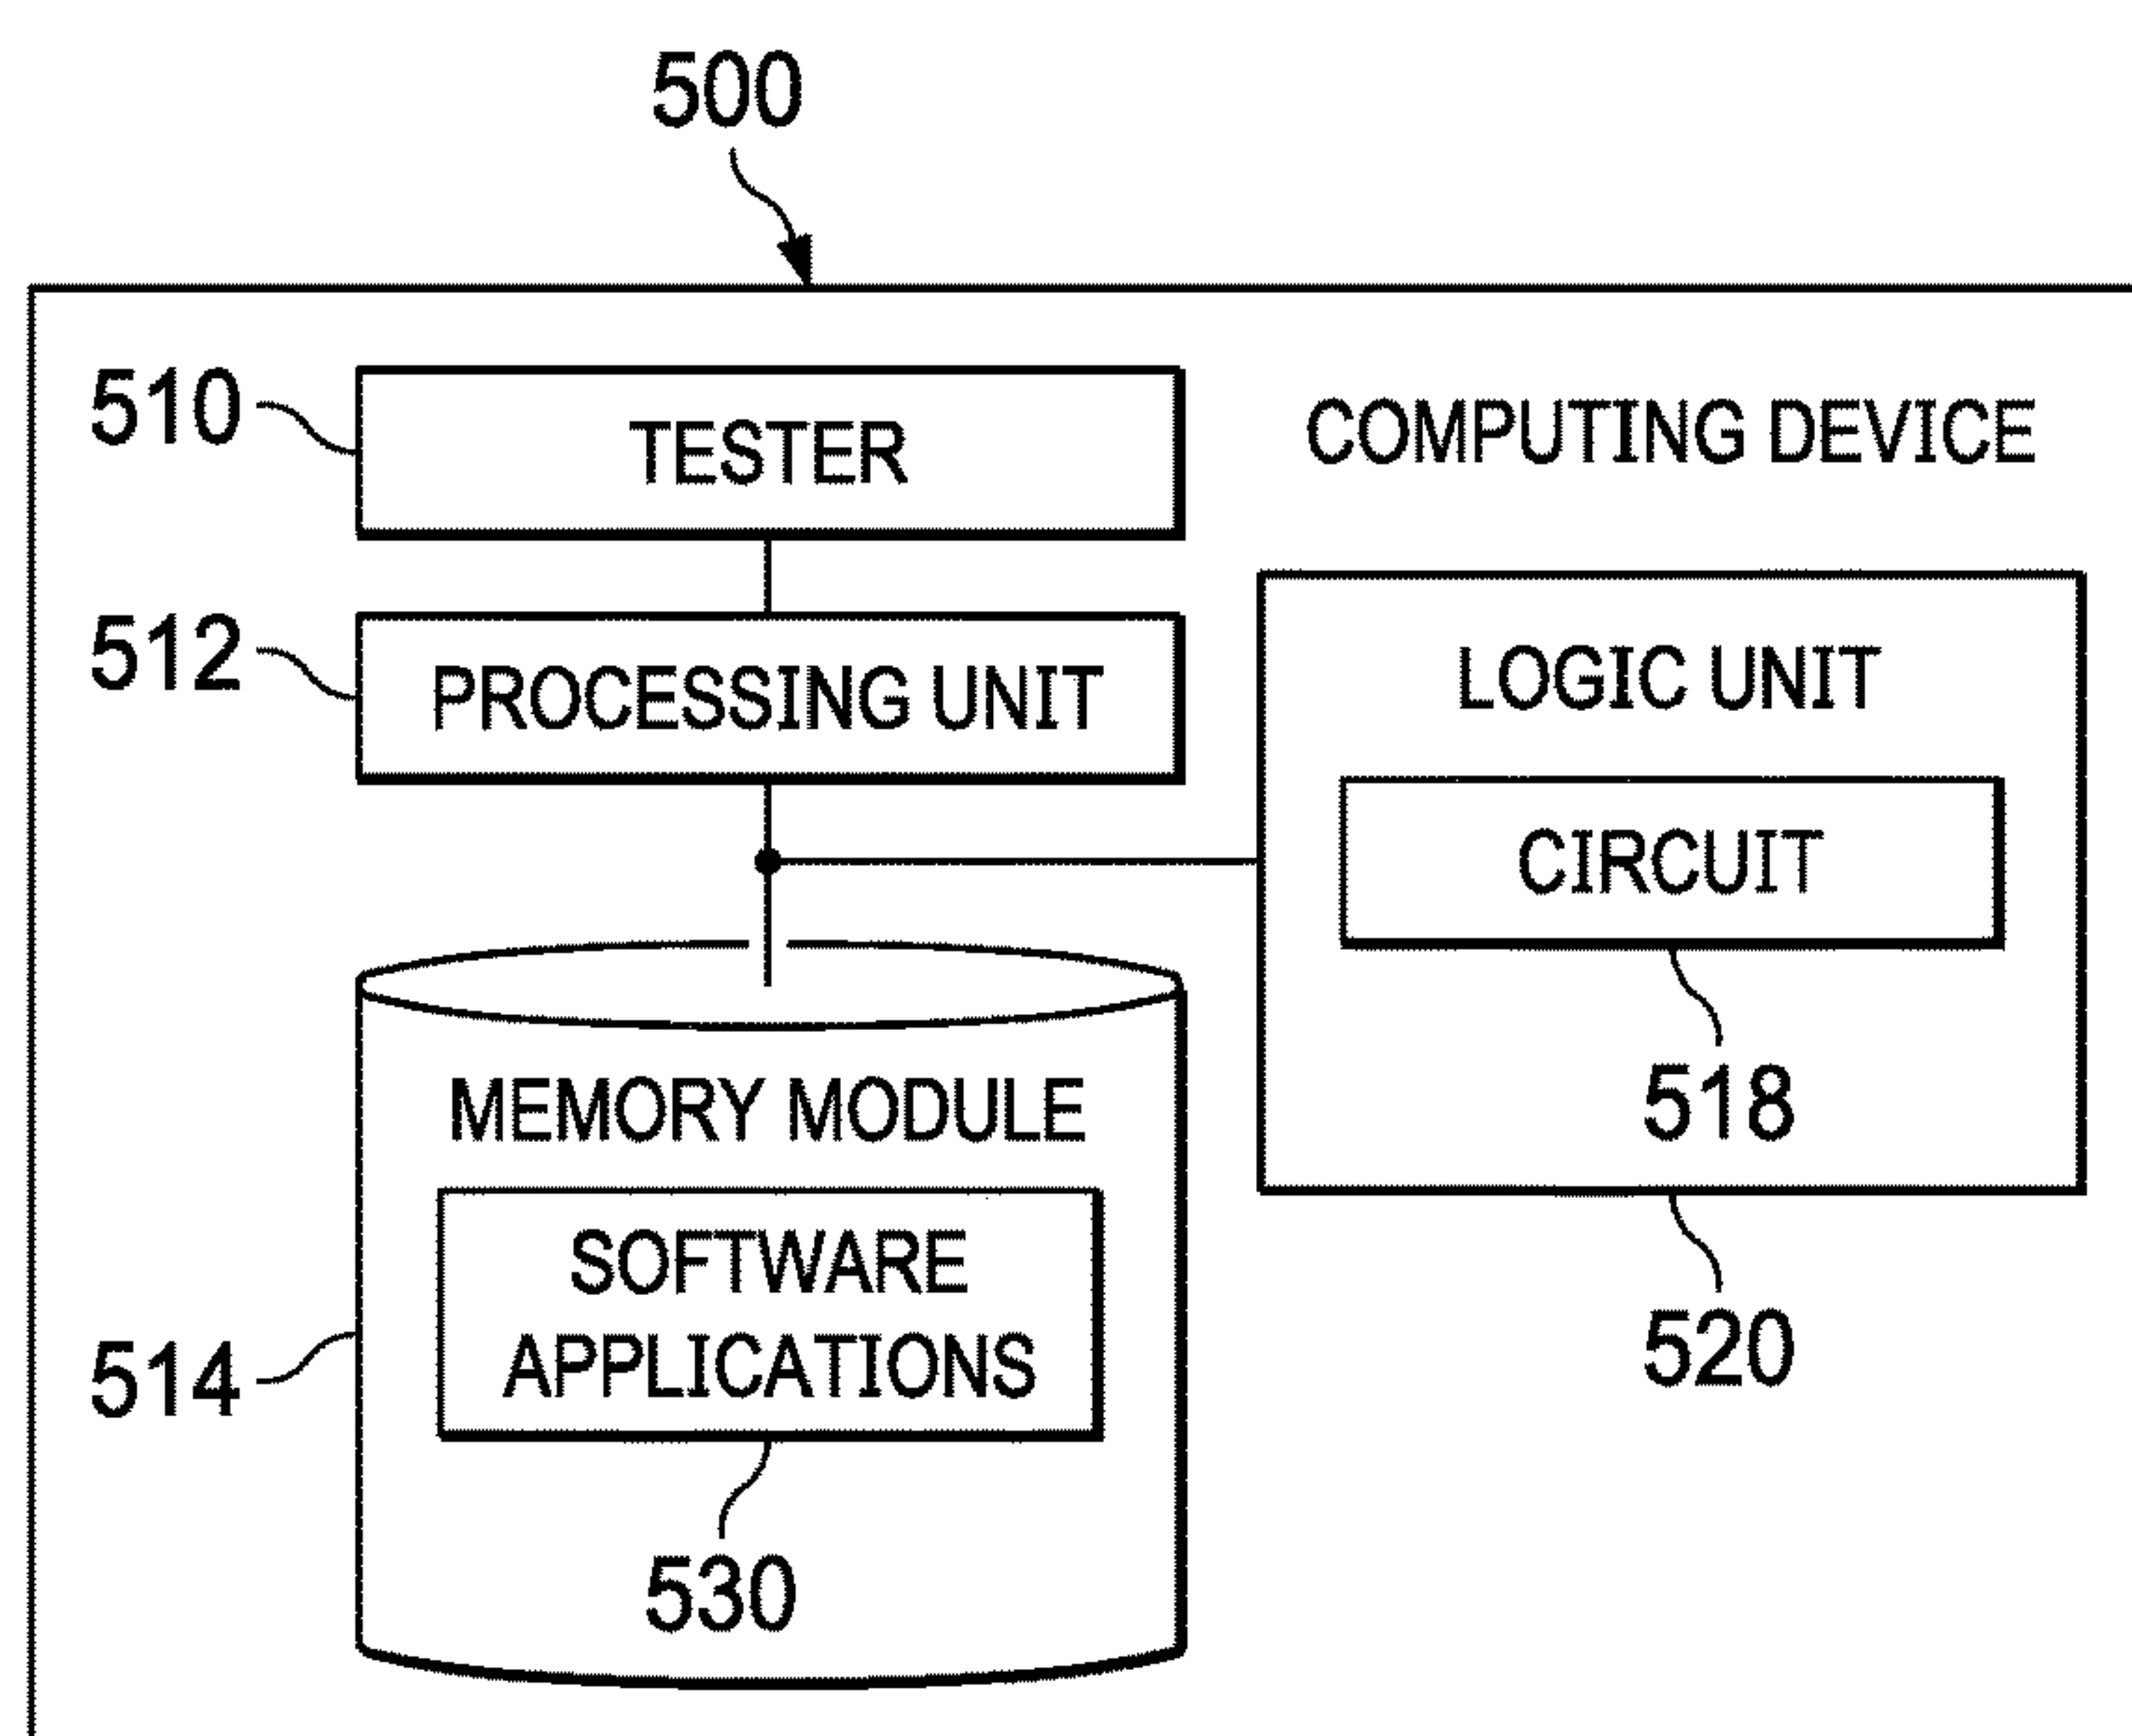 500
510
TESTER
COMPUTING DEVICE
512
PROCESSING UNIT
LOGIC UNIT
CIRCUIT
518
MEMORY MODULE
SOFTWARE
APPLICATIONS
514
520
530